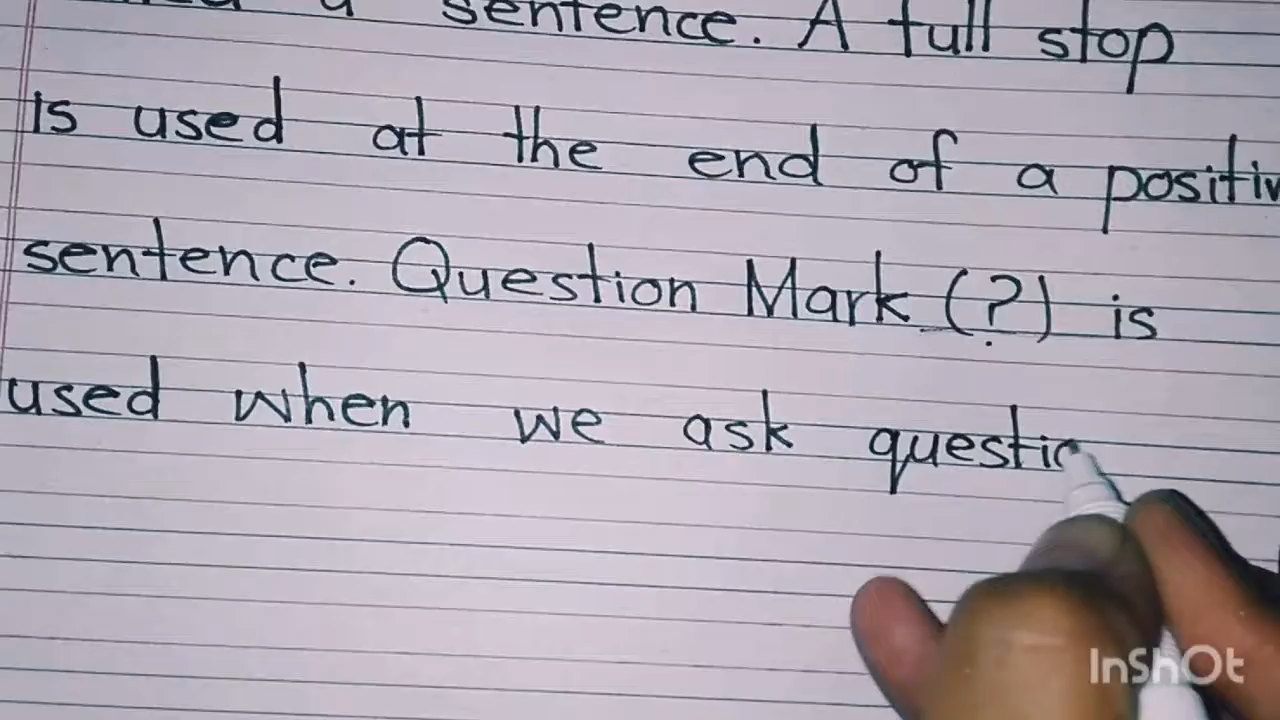 a sentence. A full stop
is used at the end of a positiv
sentence. Question Mark (?) is
used when we ask questio
InShOt